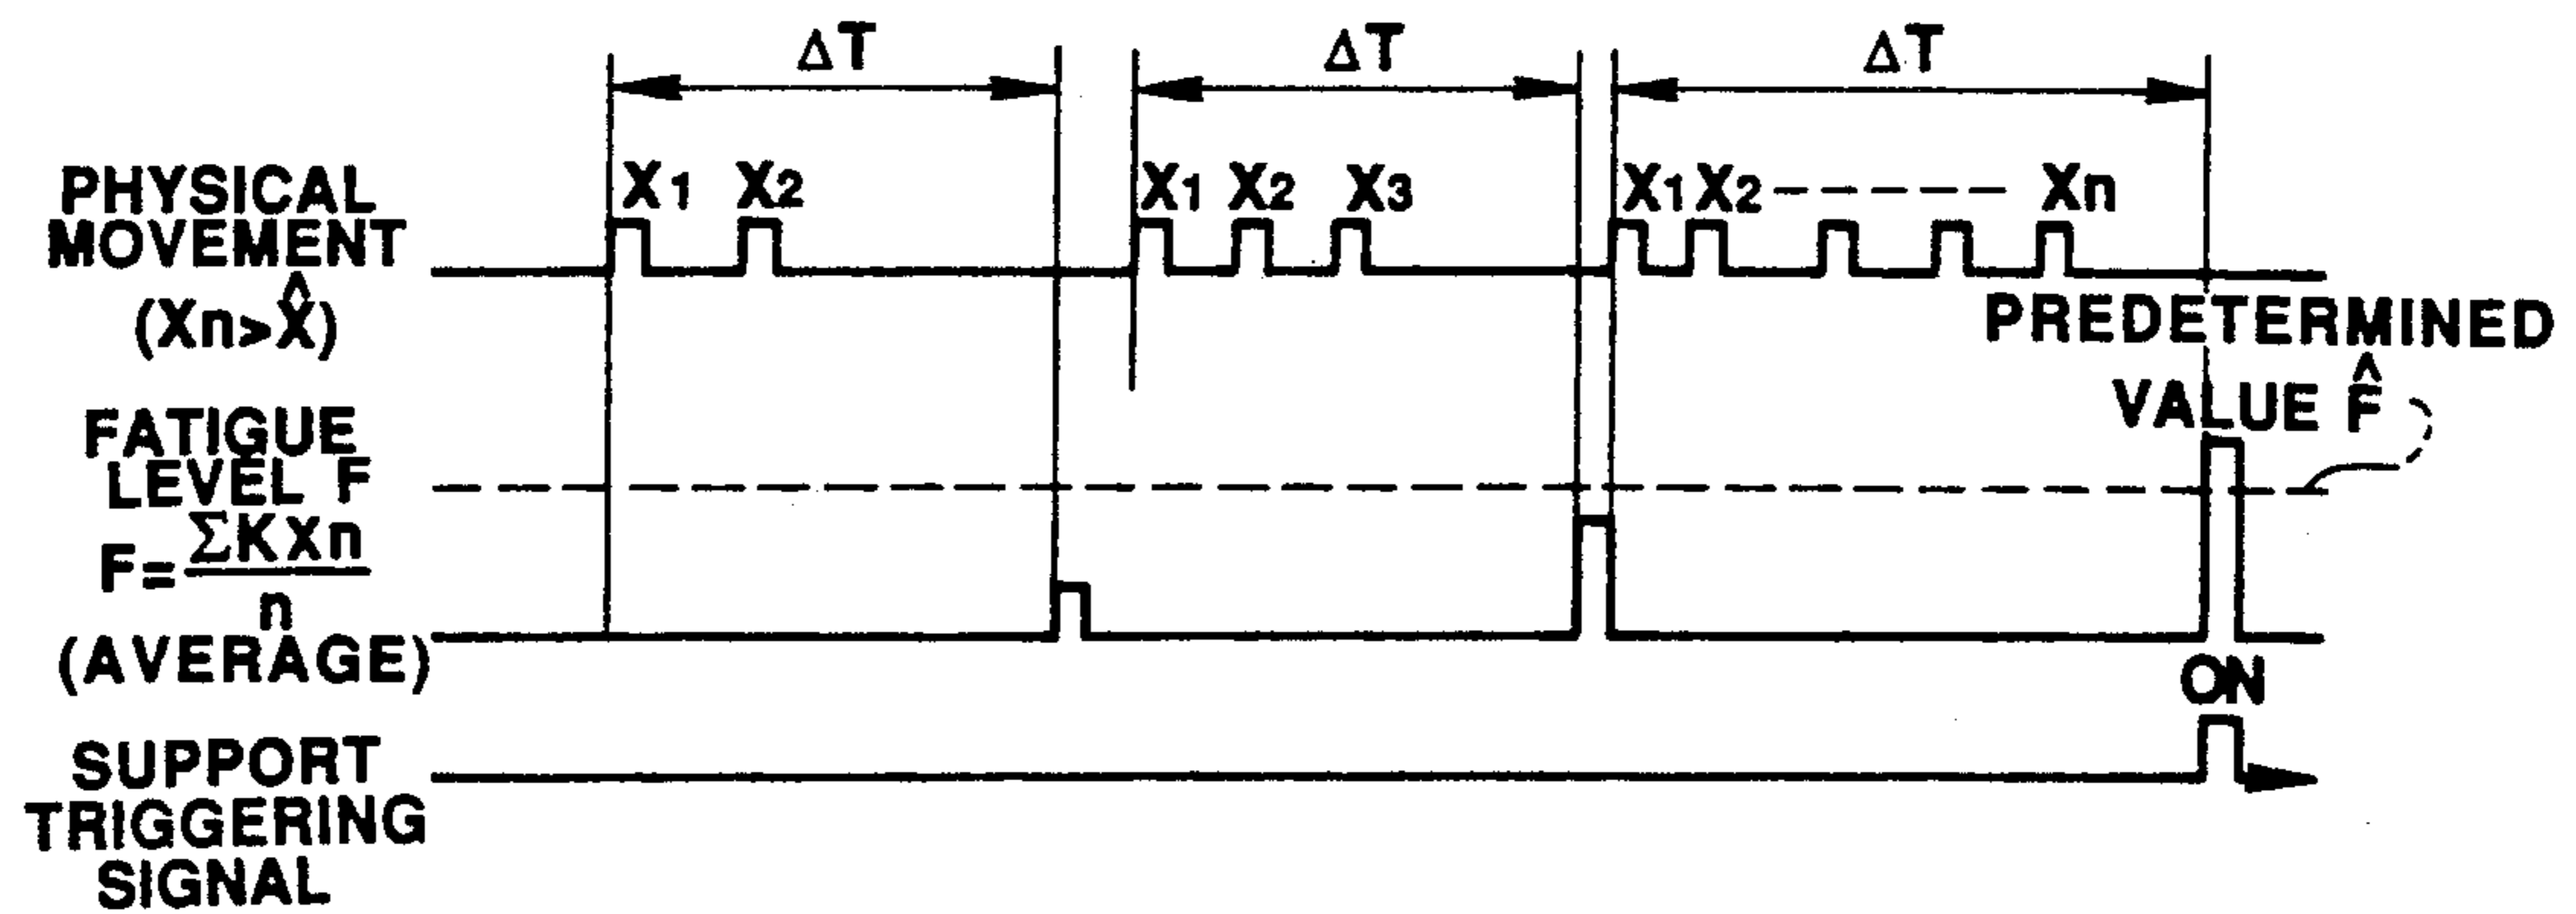 ΔT ΔT ΔT
X1 X2 X1 X2 X3 X1 X2 ----- Xn
PHYSICAL
MOVEMENT
(Xn>X̂)
PREDETERMINED
VALUE F̂
FATIGUE
LEVEL F
F=ΣKXn/n
(AVERAGE)
ON
SUPPORT
TRIGGERING
SIGNAL